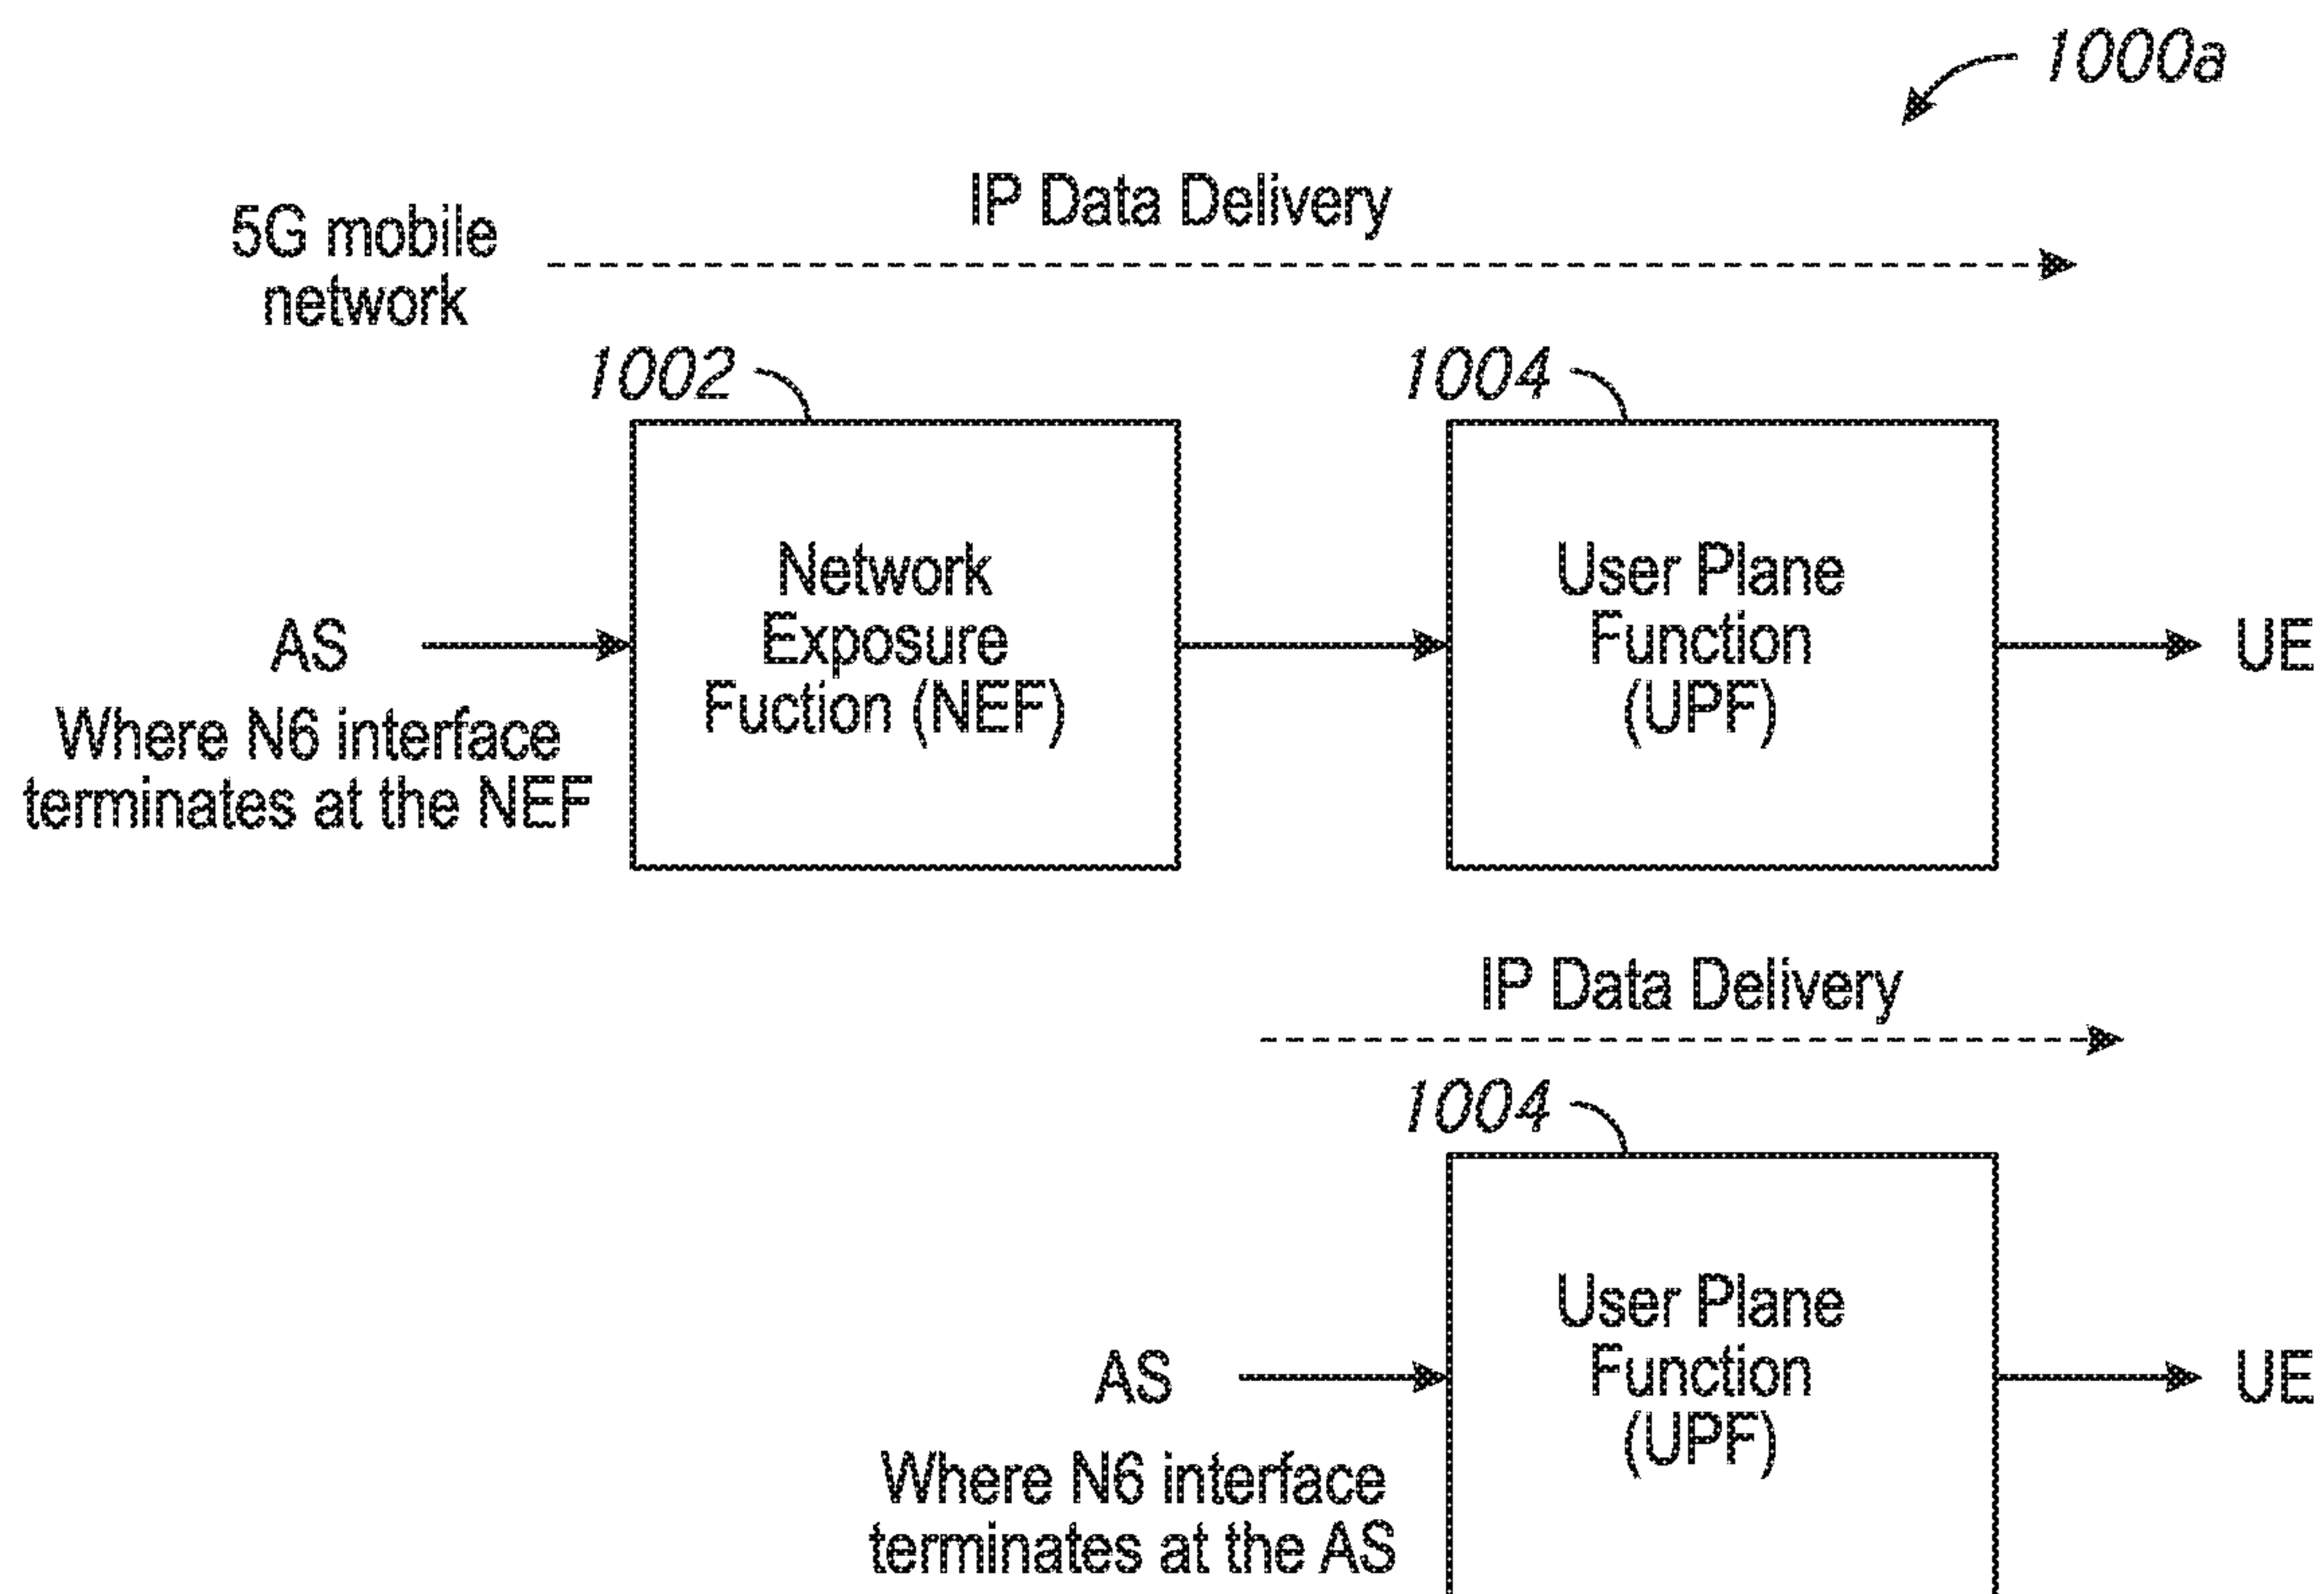 1000a
IP Data Delivery
5G mobile
network
1002
1004
Network
Exposure
Fuction (NEF)
User Plane
Function
(UPF)
AS
UE
Where N6 interface
terminates at the NEF
IP Data Delivery
1004
User Plane
Function
(UPF)
AS
UE
Where N6 interface
terminates at the AS